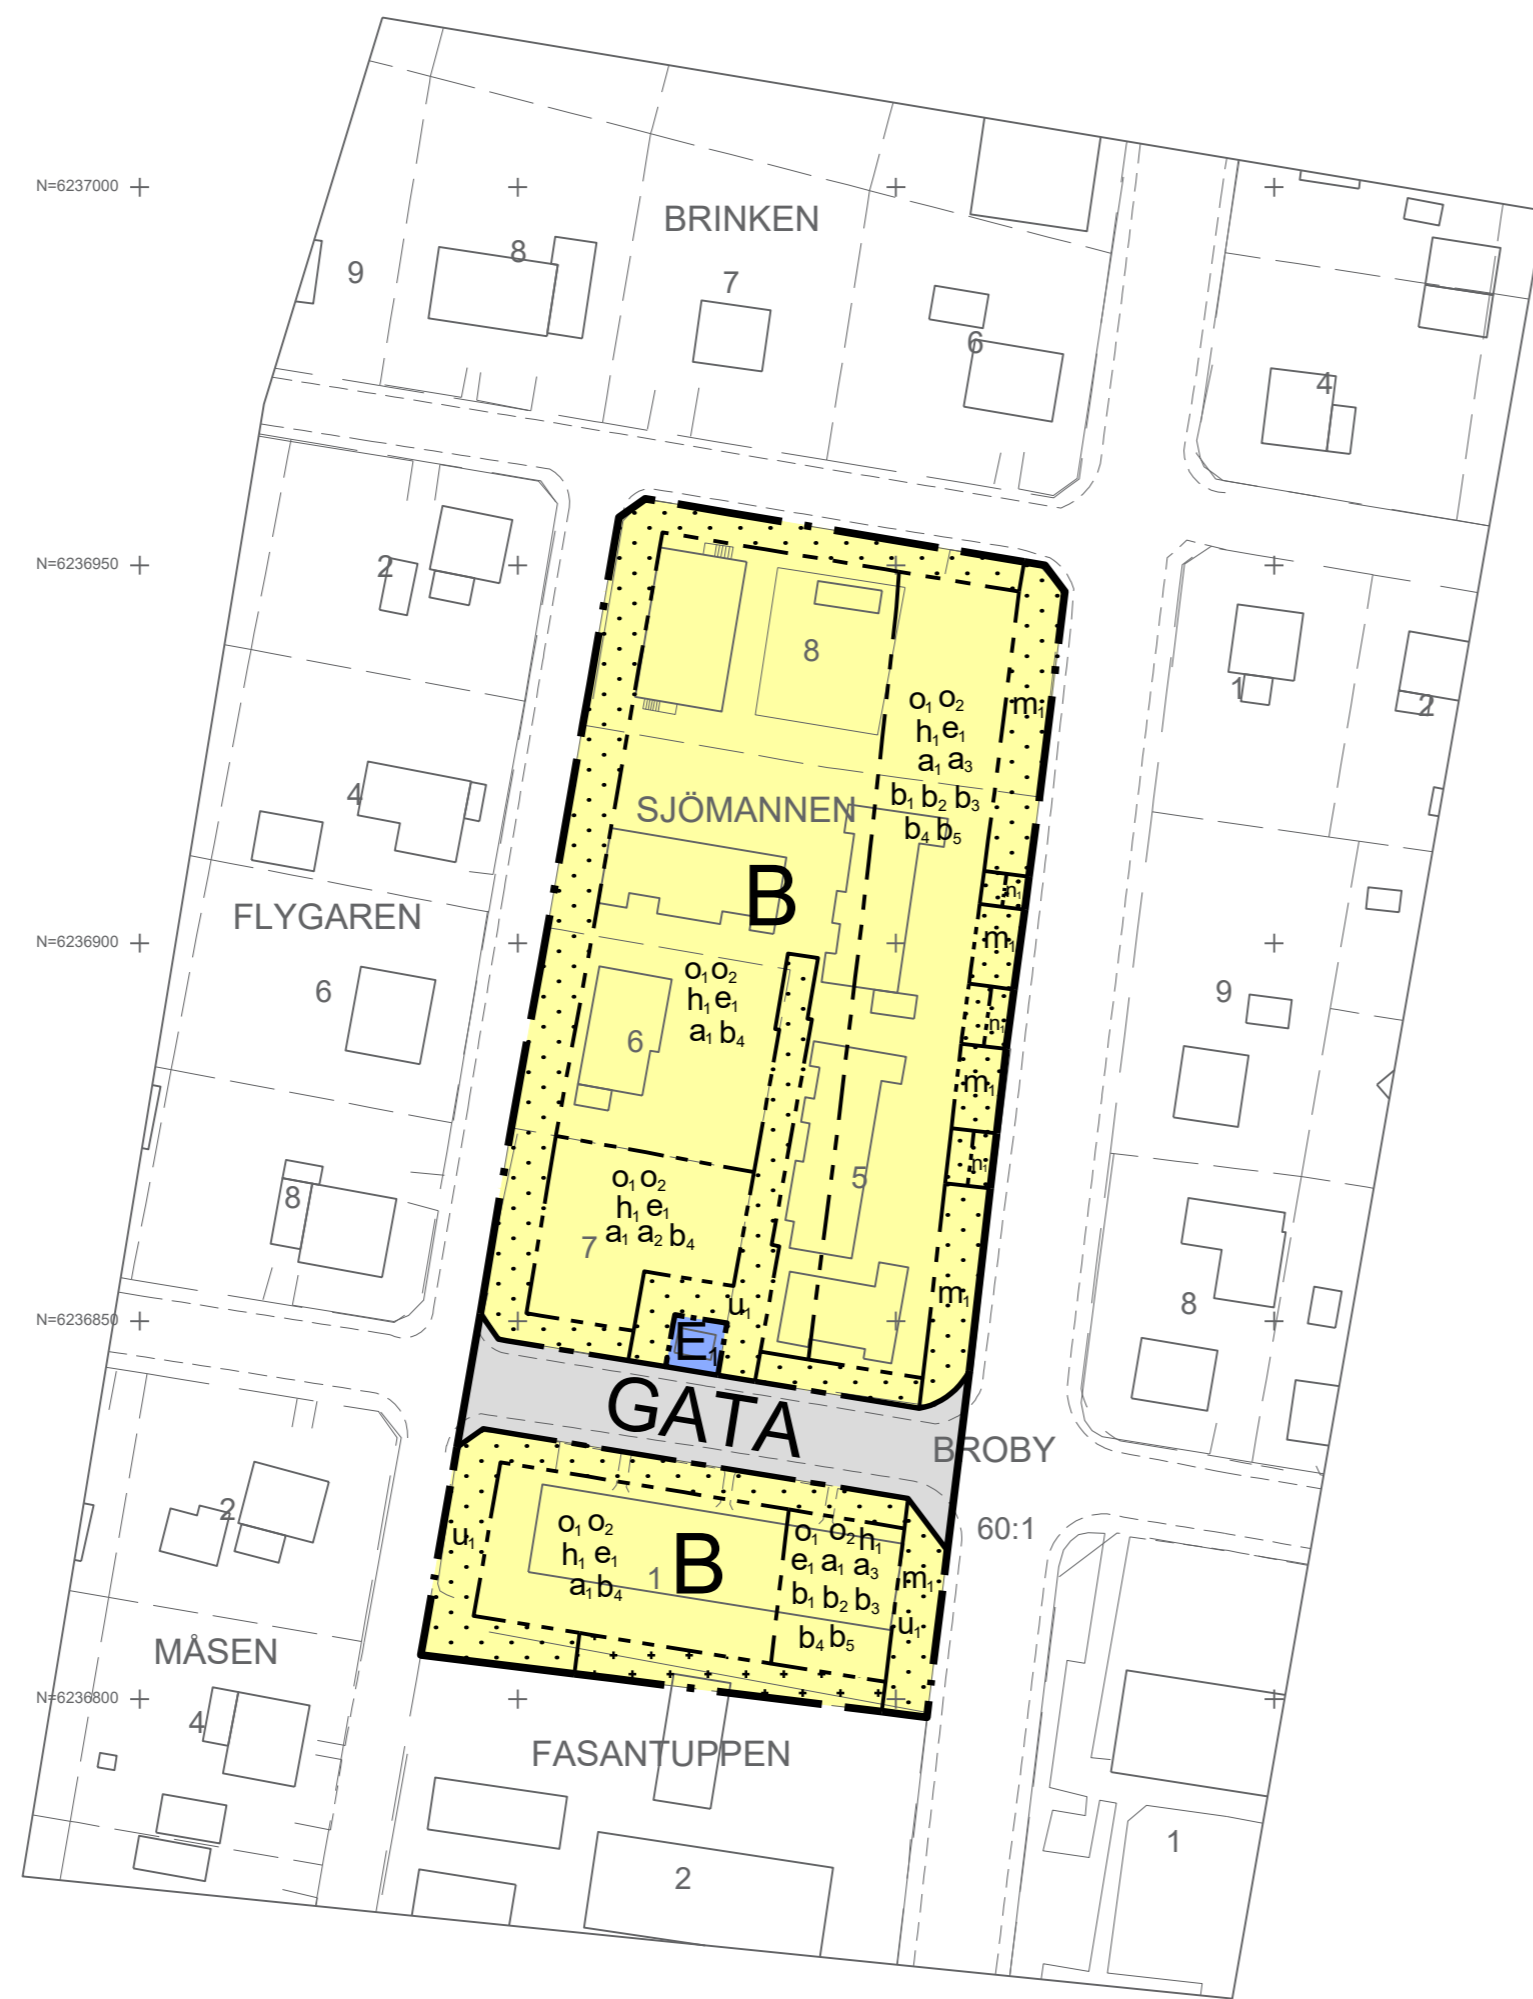 N=6237000
BRINKEN
9
8
7
6
4
N=6236950
2
8
1
2
o₁ o₂
h₁ e₁
a₁ a₃
b₁ b₂ b₃
b₄ b₅
m₁
4
SJÖMANNEN
B
n₁
FLYGAREN
N=6236900
m₁
o₁ o₂
h₁ e₁
a₁ b₄
6
6
9
n₁
m₁
n₁
5
o₁ o₂
h₁ e₁
a₁ a₂ b₄
8
7
m₁
u₁
8
N=6236850
E₁
GATA
BROBY
60:1
2
u₁
o₁ o₂
h₁ e₁
a₁ b₄
1
B
o₁ o₂ h₁
e₁ a₁ a₃
b₁ b₂ b₃
b₄ b₅
m₁
u₁
MÅSEN
N=6236800
4
FASANTUPPEN
2
1